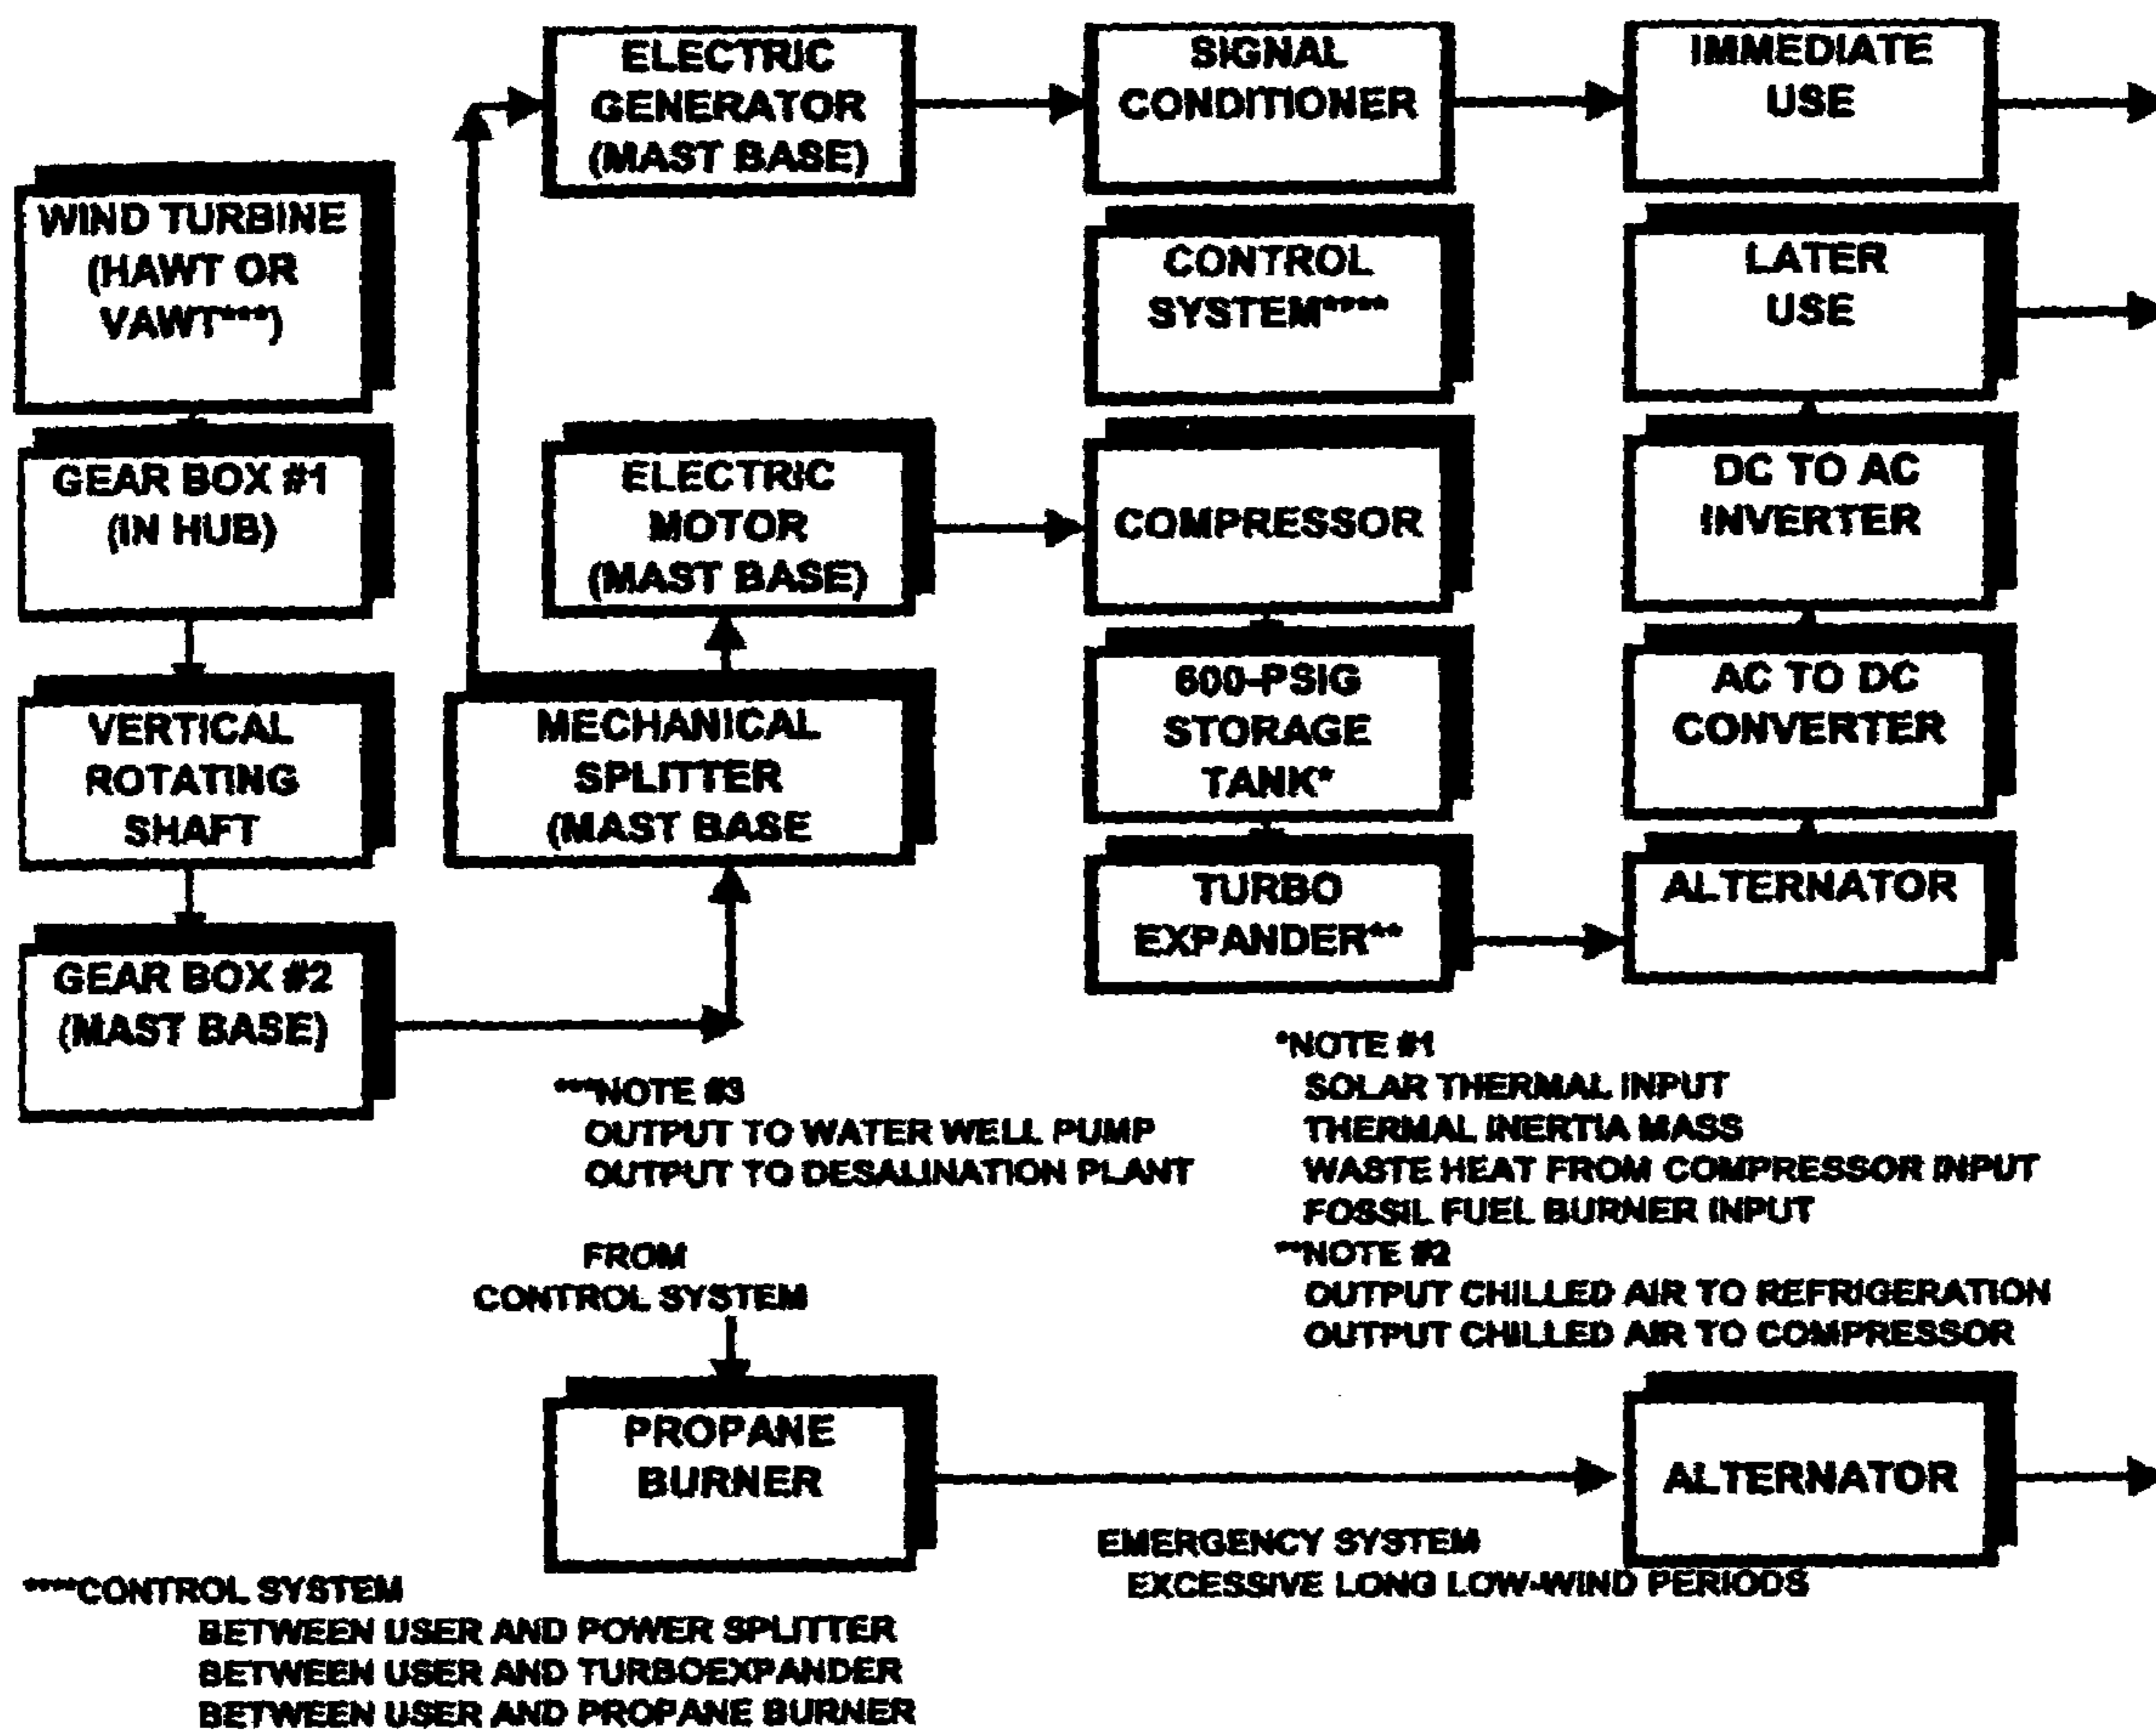 ELECTRIC
GENERATOR
(MAST BASE)
SIGNAL
CONDITIONER
IMMEDIATE
USE
WIND TURBINE
(HAWT OR
VAWT***)
CONTROL
SYSTEM****
LATER
USE
GEAR BOX #1
(IN HUB)
ELECTRIC
MOTOR
(MAST BASE)
COMPRESSOR
DC TO AC
INVERTER
VERTICAL
ROTATING
SHAFT
MECHANICAL
SPLITTER
(MAST BASE
600-PSIG
STORAGE
TANK*
AC TO DC
CONVERTER
GEAR BOX #2
(MAST BASE)
TURBO
EXPANDER**
ALTERNATOR
*NOTE #1
SOLAR THERMAL INPUT
THERMAL INERTIA MASS
WASTE HEAT FROM COMPRESSOR INPUT
FOSSIL FUEL BURNER INPUT
**NOTE #2
OUTPUT CHILLED AIR TO REFRIGERATION
OUTPUT CHILLED AIR TO COMPRESSOR
***NOTE #3
OUTPUT TO WATER WELL PUMP
OUTPUT TO DESALINATION PLANT
FROM
CONTROL SYSTEM
PROPANE
BURNER
ALTERNATOR
EMERGENCY SYSTEM
EXCESSIVE LONG LOW-WIND PERIODS
****CONTROL SYSTEM
BETWEEN USER AND POWER SPLITTER
BETWEEN USER AND TURBOEXPANDER
BETWEEN USER AND PROPANE BURNER